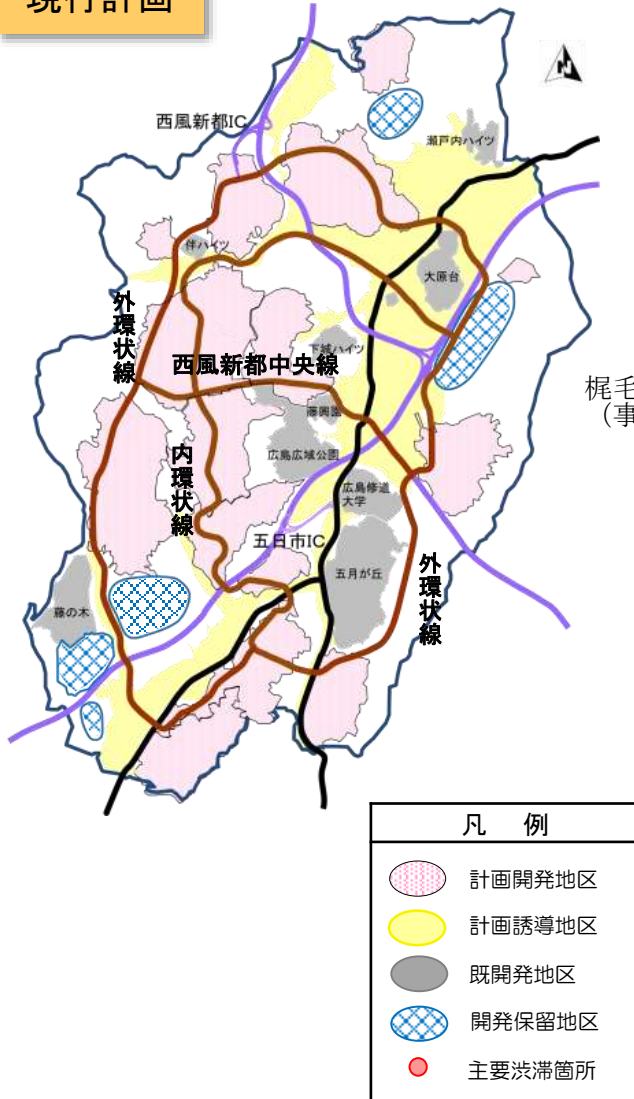 現行計画
N
西風新都IC
瀬戸内ハイツ
伴ハイツ
大原台
外環状線
下城ハイツ
西風新都中央線
梶毛
(事
藤興園
広島広域公園
内環状線
広島修道
大学
五日市IC
五月が丘
外環状線
藤の木
凡 例
計画開発地区
計画誘導地区
既開発地区
開発保留地区
主要渋滞箇所